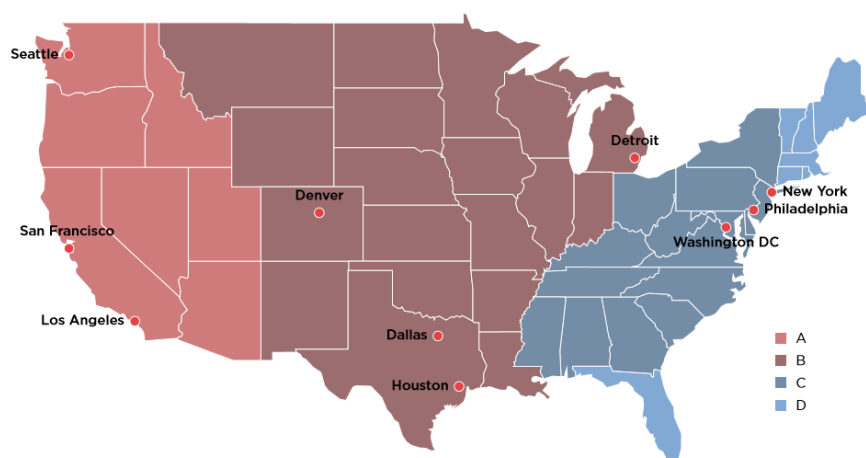 Seattle
Detroit
New York
Denver
Philadelphia
San Francisco
Washington DC
Los Angeles
Dallas
Houston
A
B
C
D